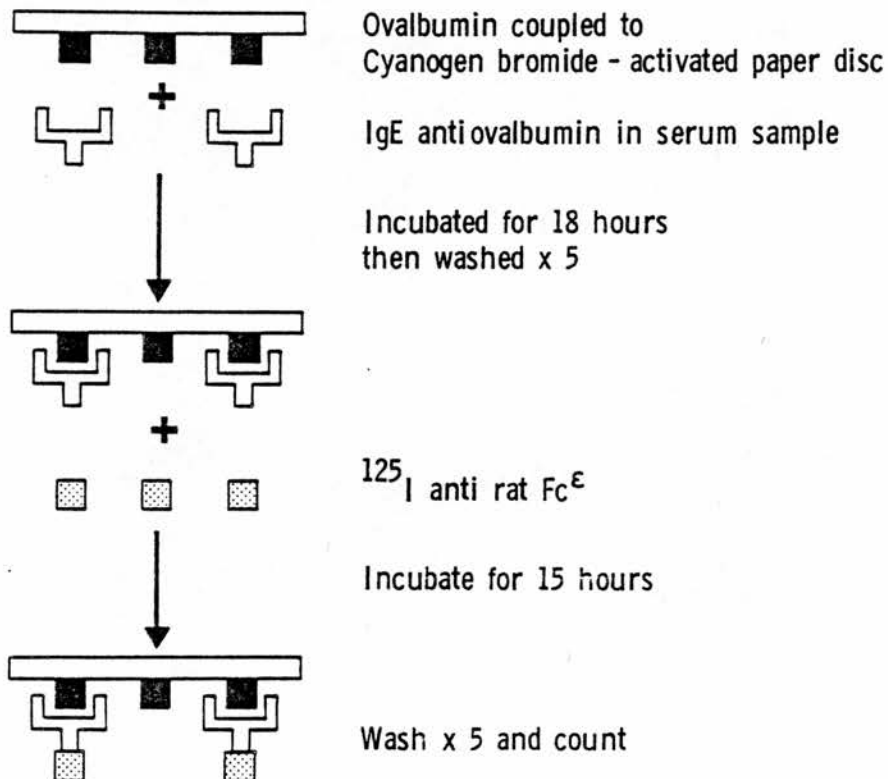 Ovalbumin coupled to
Cyanogen bromide - activated paper disc
+
IgE antiovalbumin in serum sample
Incubated for 18 hours
then washed x 5
+
125I anti rat Fcε
Incubate for 15 hours
Wash x 5 and count